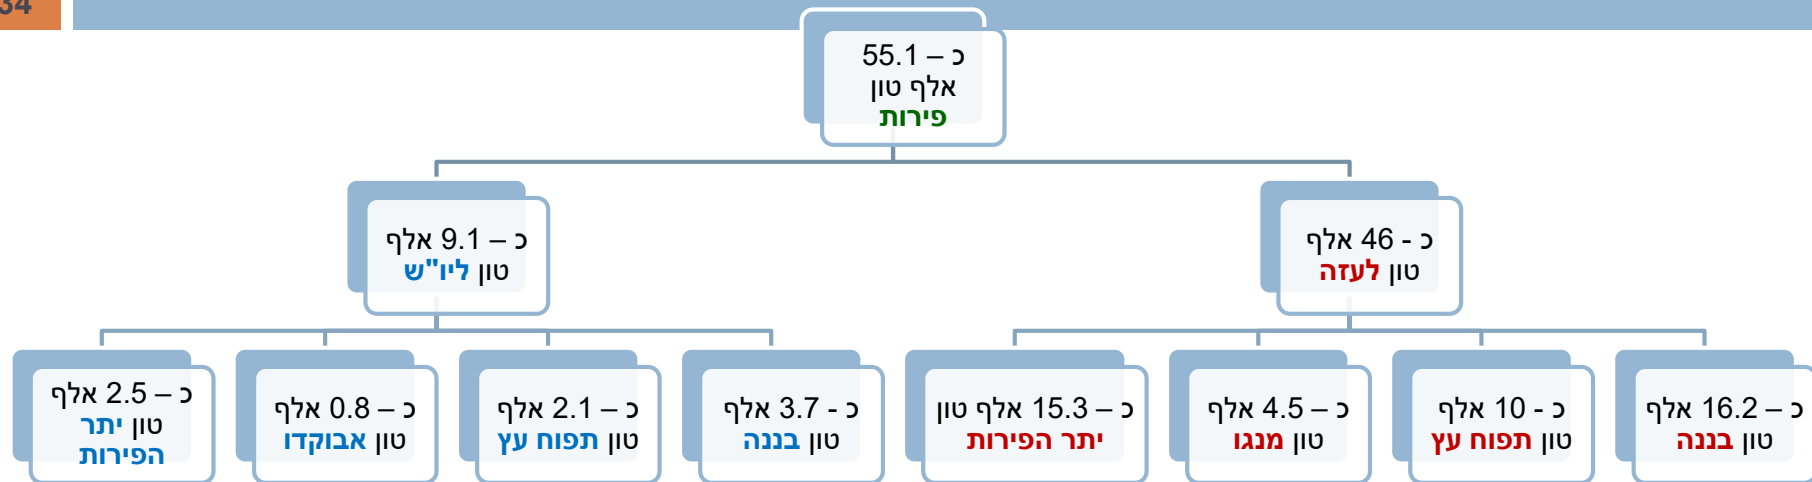 34
כ – 55.1
אלף טון
פירות
כ - 46 אלף
טון לעזה
כ – 9.1 אלף
טון ליו"ש
כ – 16.2 אלף
טון בננה
כ - 10 אלף
טון תפוח עץ
כ – 4.5 אלף
טון מנגו
כ – 15.3 אלף טון
יתר הפירות
כ - 3.7 אלף
טון בננה
כ – 2.1 אלף
טון תפוח עץ
כ – 0.8 אלף
טון אבוקדו
כ – 2.5 אלף
טון יתר
הפירות